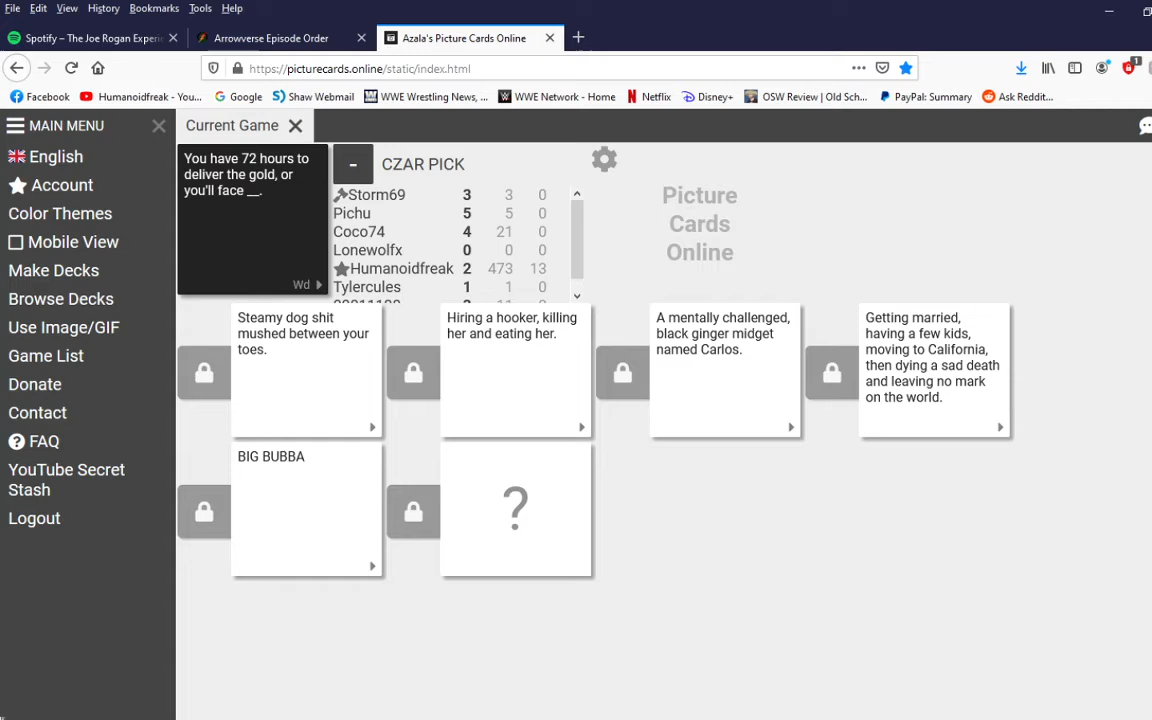 File Edit View History Bookmarks Tools Help
Spotify – The Joe Rogan Experi
Arrowverse Episode Order
Azala's Picture Cards Online
https://picturecards.online/static/index.html
1
Facebook
Humanoidfreak - You...
Google
Shaw Webmail
WWE Wrestling News, ...
WWE Network - Home
Netflix
Disney+
OSW Review | Old Sch...
PayPal: Summary
Ask Reddit...
MAIN MENU
English
Account
Color Themes
Mobile View
Make Decks
Browse Decks
Use Image/GIF
Game List
Donate
Contact
FAQ
YouTube Secret
Stash
Logout
Current Game
You have 72 hours to
deliver the gold, or
you'll face __.
Wd
-
CZAR PICK
Storm69 3 3 0
Pichu 5 5 0
Coco74 4 21 0
Lonewolfx 0 0 0
Humanoidfreak 2 473 13
Tylercules 1 1 0
Picture
Cards
Online
Steamy dog shit
mushed between your
toes.
Hiring a hooker, killing
her and eating her.
A mentally challenged,
black ginger midget
named Carlos.
Getting married,
having a few kids,
moving to California,
then dying a sad death
and leaving no mark
on the world.
BIG BUBBA
?